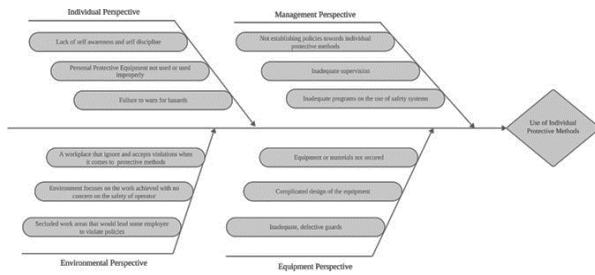 Individual Perspective
Management Perspective
Lack of self awareness and self discipline
Personal Protective Equipment not used or used
improperly
Failure to warn for hazards
Not establishing policies towards individual
protective methods
Inadequate supervision
Inadequate programs on the use of safety systems
Use of Individual
Protective Methods
A workplace that ignore and accepts violations when
it comes to protective methods
Environment focuses on the work achieved with no
concern on the safety of operator
Secluded work areas that would lead some employee
to violate policies
Equipment or materials not secured
Complicated design of the equipment
Inadequate, defective guards
Environmental Perspective
Equipment Perspective